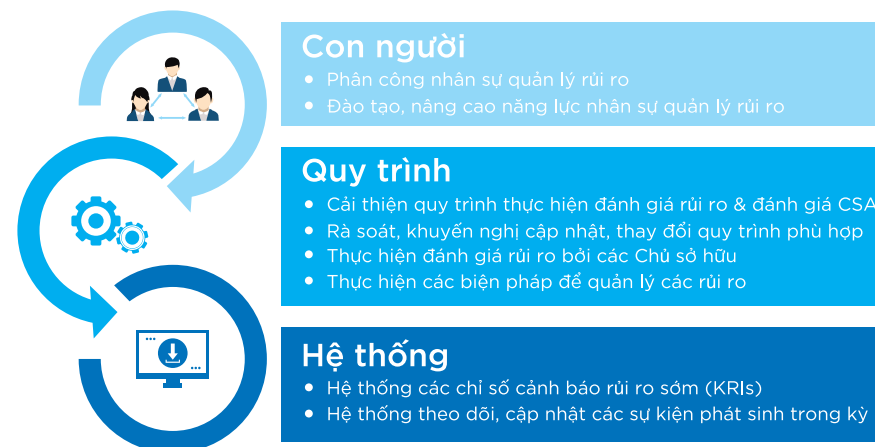 Con người
• Phân công nhân sự quản lý rủi ro
• Đào tạo, nâng cao năng lực nhân sự quản lý rủi ro
Quy trình
• Cải thiện quy trình thực hiện đánh giá rủi ro & đánh giá CSA
• Rà soát, khuyến nghị cập nhật, thay đổi quy trình phù hợp
• Thực hiện đánh giá rủi ro bởi các Chủ sở hữu
• Thực hiện các biện pháp để quản lý các rủi ro
Hệ thống
• Hệ thống các chỉ số cảnh báo rủi ro sớm (KRIs)
• Hệ thống theo dõi, cập nhật các sự kiện phát sinh trong kỳ